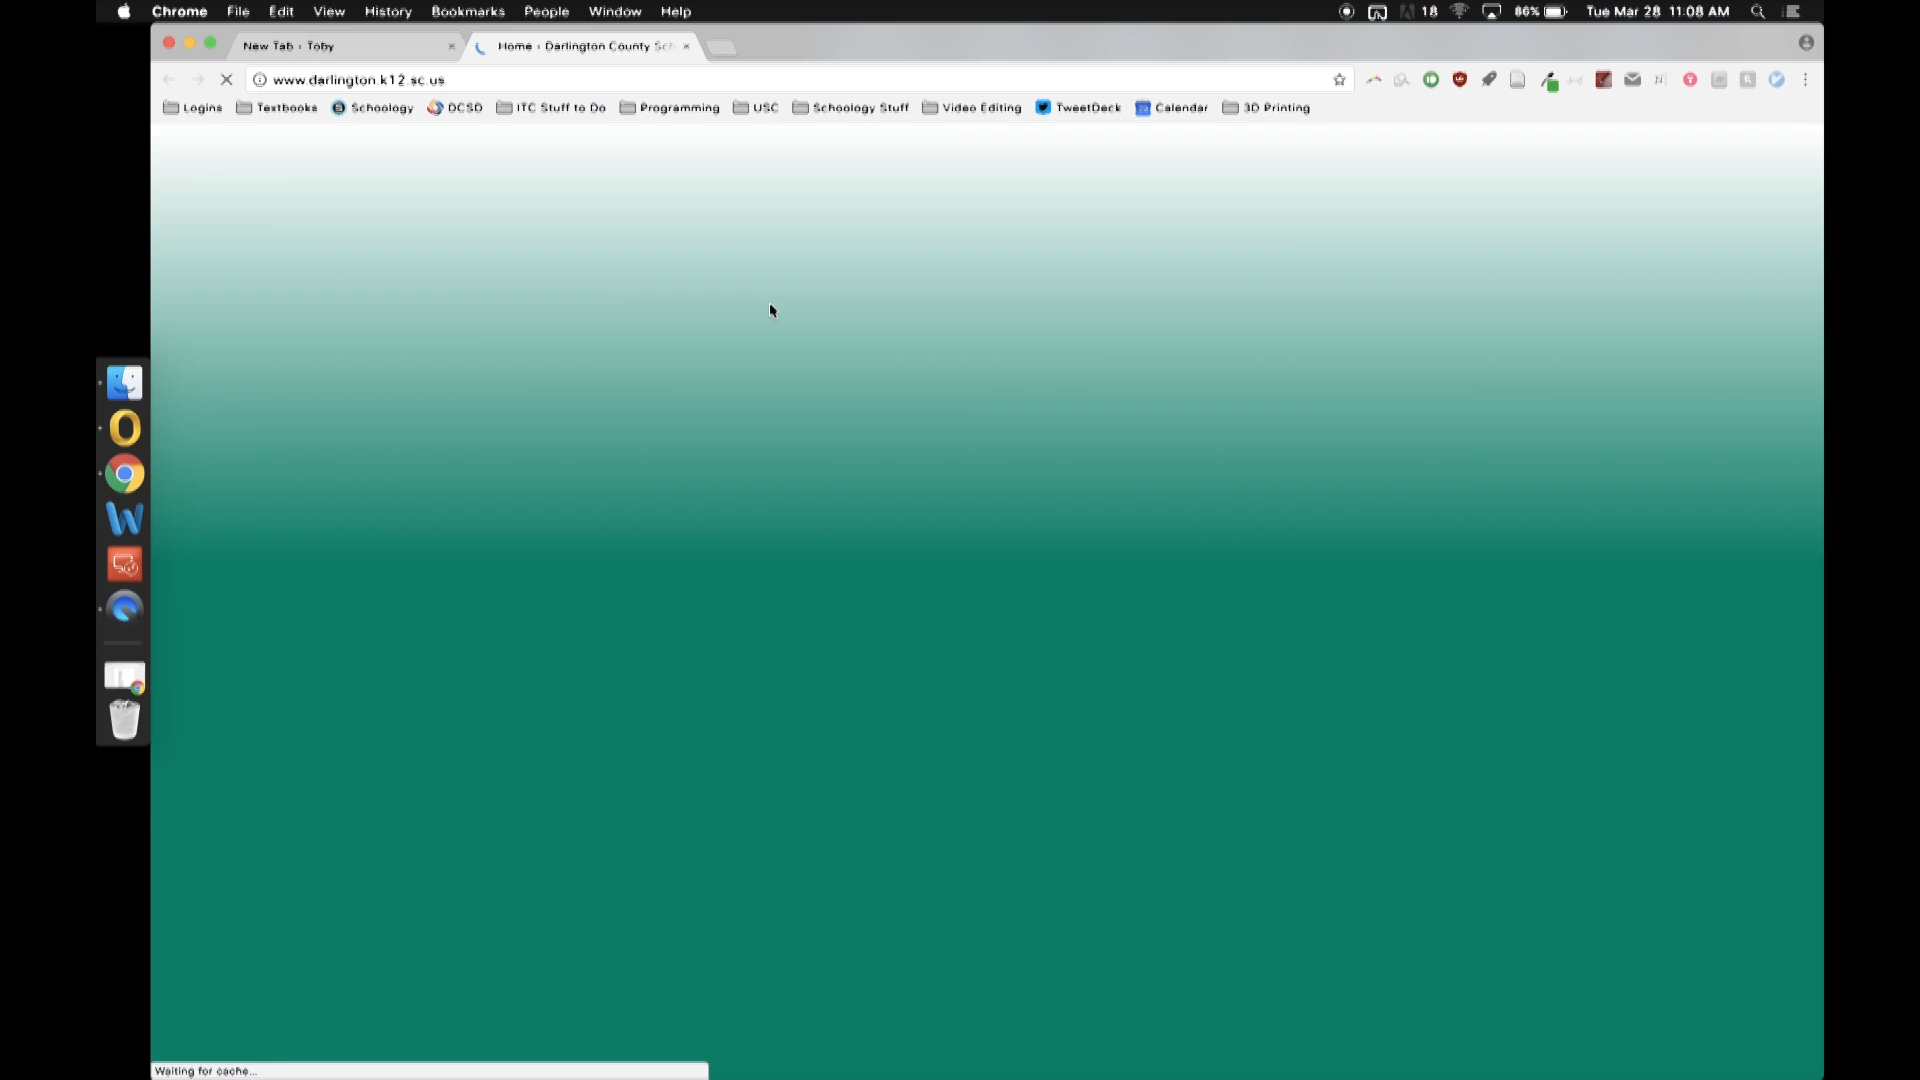 Chrome File Edit View History Bookmarks People Window Help 18 86% Tue Mar 28 11:08 AM
New Tab - Toby Home - Darlington County Sch
www.darlington.k12.sc.us
Logins Textbooks Schoology DCSD ITC Stuff to Do Programming USC Schoology Stuff Video Editing TweetDeck Calendar 3D Printing
Waiting for cache...